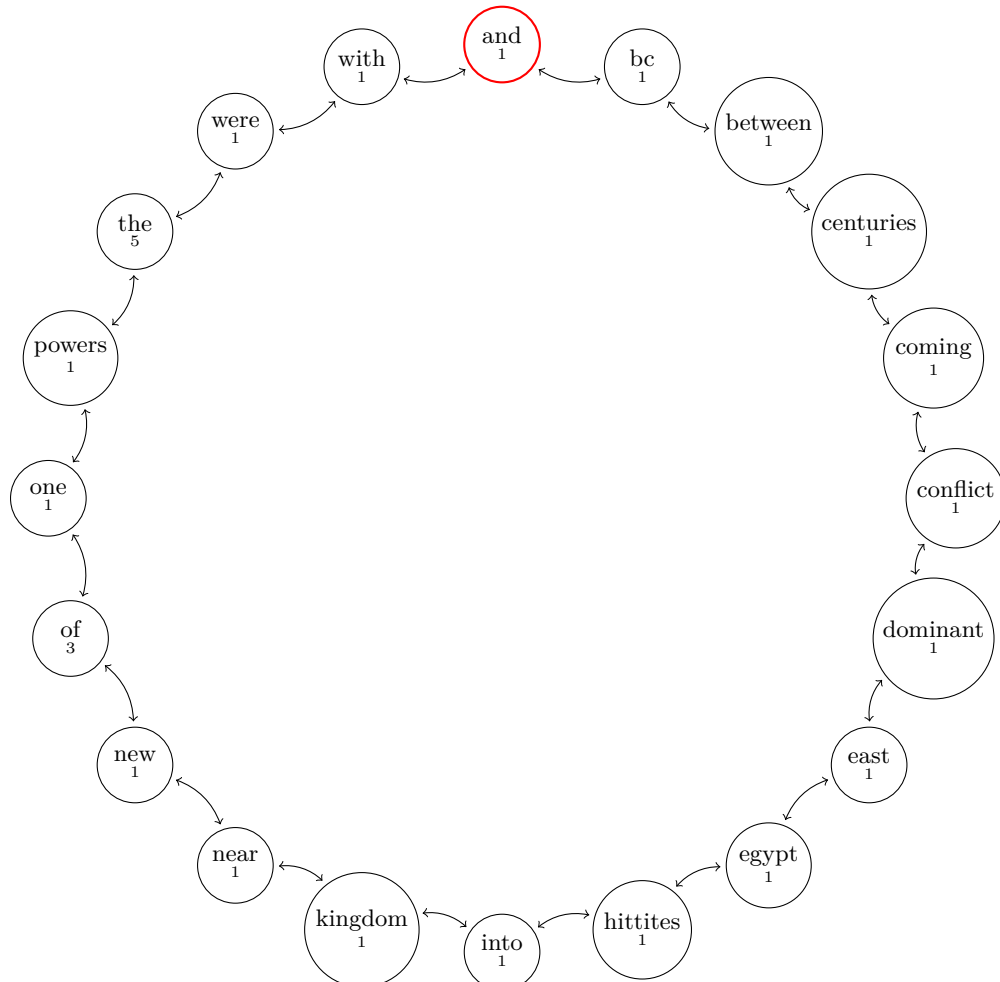 and
1
bc
1
between
1
centuries
1
coming
1
conflict
1
dominant
1
east
1
egypt
1
hittites
1
into
1
kingdom
1
near
1
new
1
of
3
one
1
powers
1
the
5
were
1
with
1